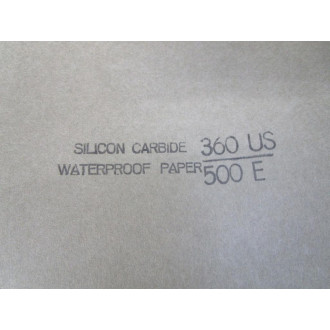 SILICON CARBIDE 360 US
WATERPROOF PAPER 500 E